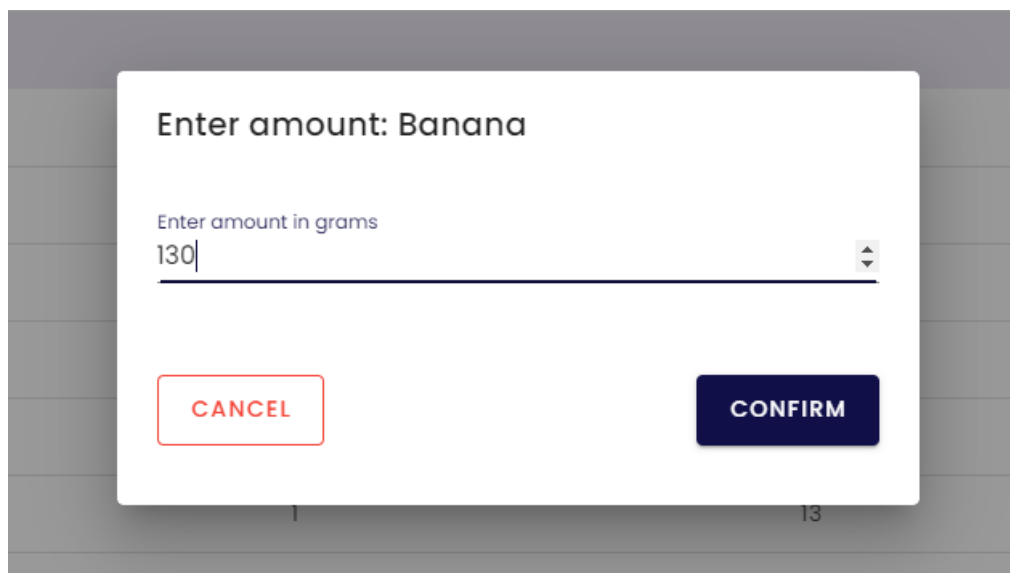 Enter amount: Banana
Enter amount in grams
130
CANCEL CONFIRM
1 13